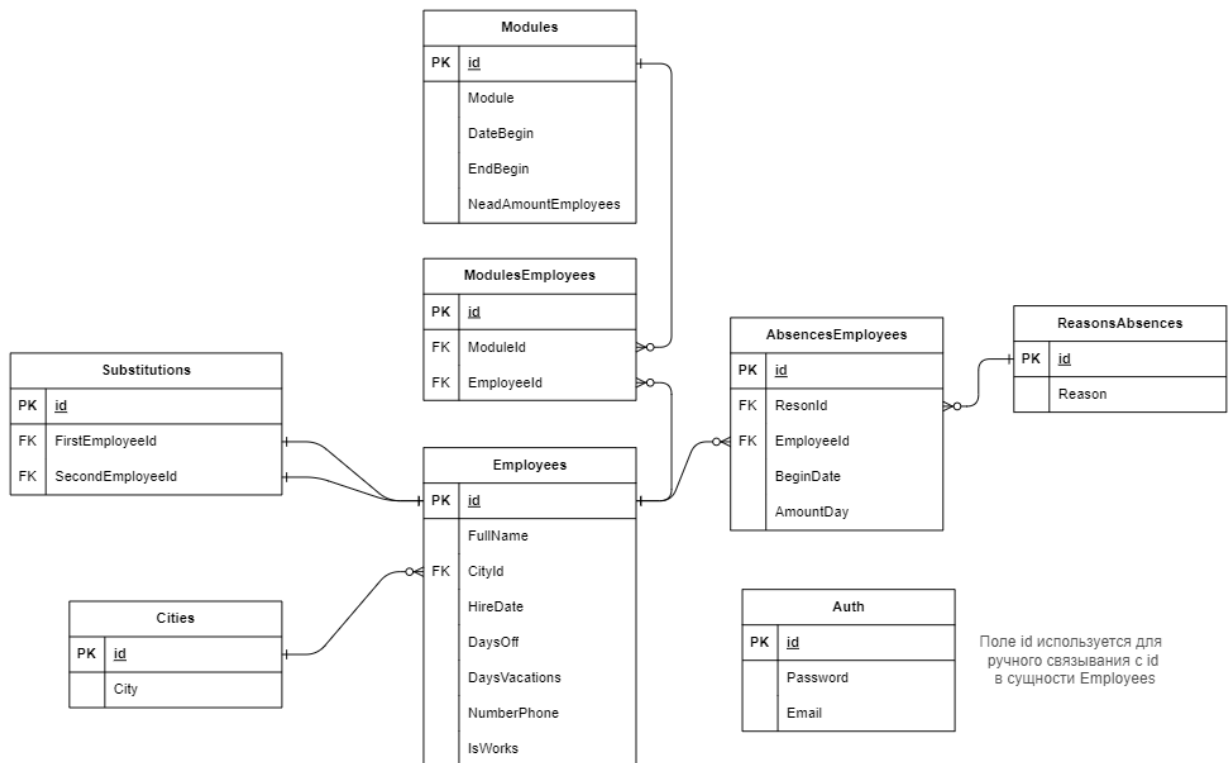 Modules
PK id
Module
DateBegin
EndBegin
NeadAmountEmployees
ModulesEmployees
PK id
FK ModuleId
FK EmployeeId
AbsencesEmployees
PK id
FK ResonId
FK EmployeeId
BeginDate
AmountDay
ReasonsAbsences
PK id
Reason
Substitutions
PK id
FK FirstEmployeeId
FK SecondEmployeeId
Employees
PK id
FullName
FK CityId
HireDate
DaysOff
DaysVacations
NumberPhone
IsWorks
Cities
PK id
City
Auth
PK id
Password
Email
Поле id используется для
ручного связывания с id
в сущности Employees